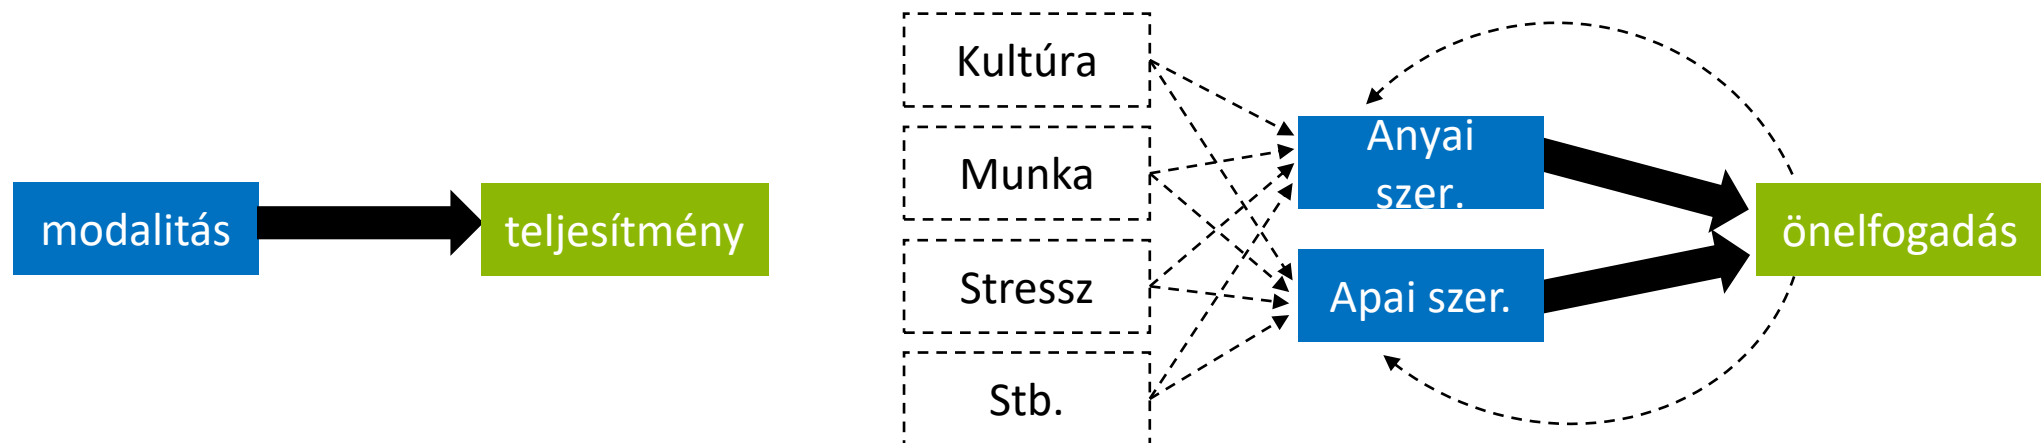 modalitás
teljesítmény
Kultúra
Munka
Stressz
Stb.
Anyai
szer.
Apai szer.
önelfogadás